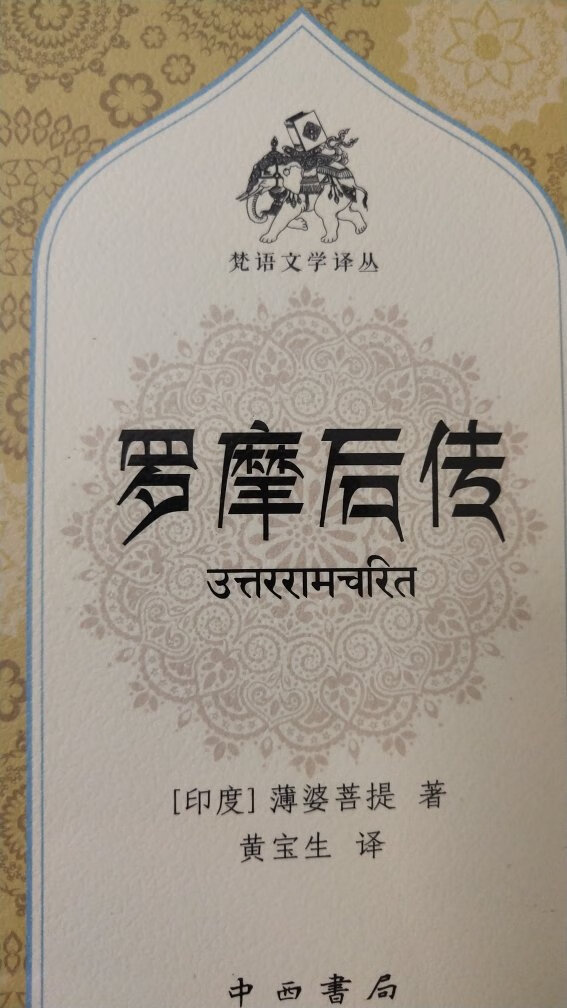 梵语文学译丛
罗摩后传
उत्तररामचरित
[印度] 薄婆菩提 著
黄宝生 译
中西書局